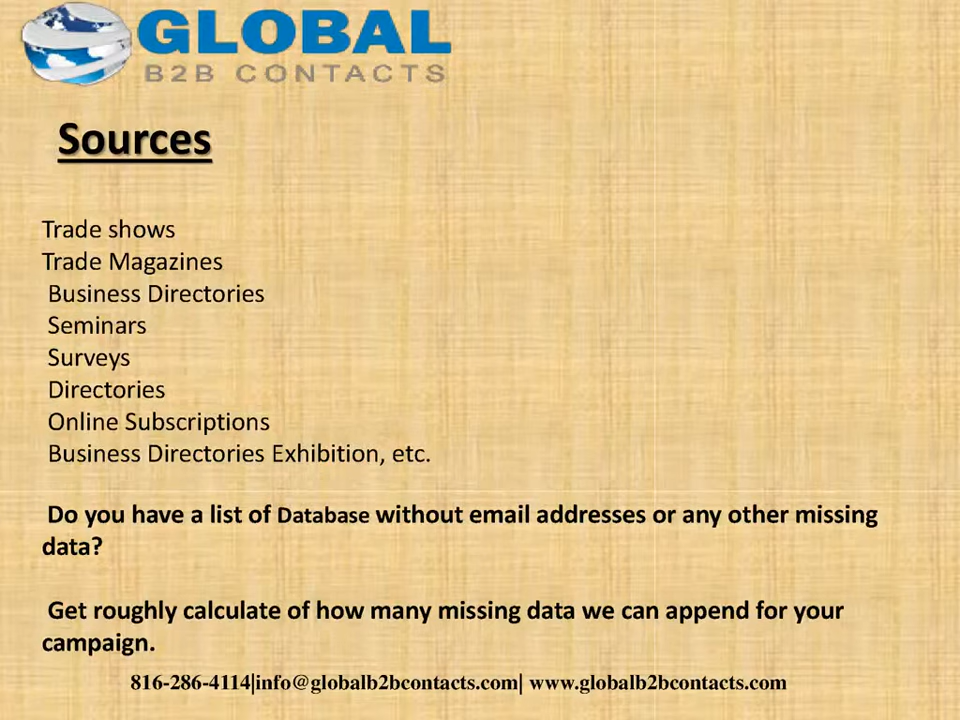 GLOBAL
B2B CONTACTS
Sources
Trade shows
Trade Magazines
Business Directories
Seminars
Surveys
Directories
Online Subscriptions
Business Directories Exhibition, etc.
Do you have a list of Database without email addresses or any other missing
data?
Get roughly calculate of how many missing data we can append for your
campaign.
816-286-4114|info@globalb2bcontacts.com| www.globalb2bcontacts.com